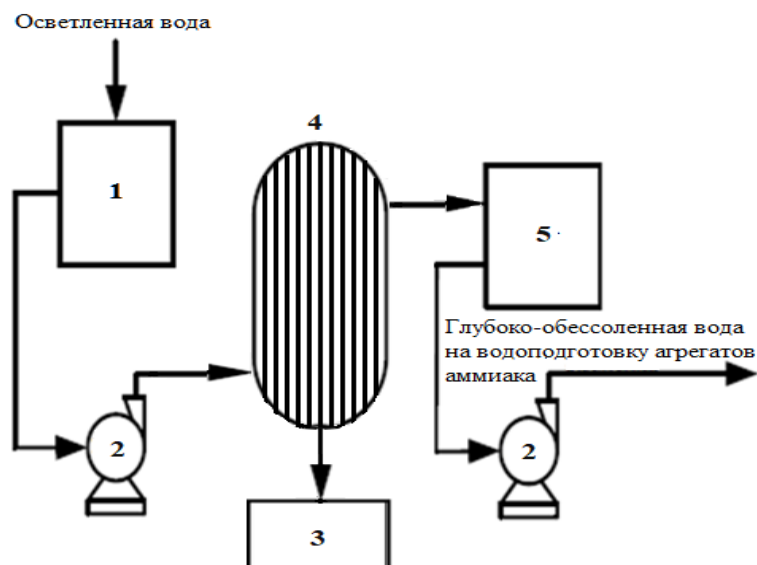 Осветленная вода
4
1
5
Глубоко-обессоленная вода
на водоподготовку агрегатов
аммиака
2
2
3